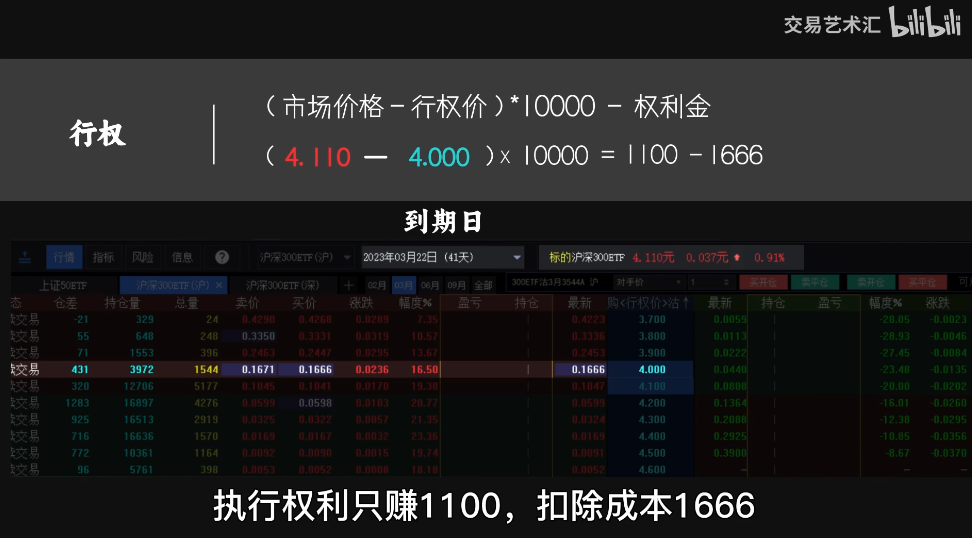 交易艺术汇 bilibili
(市场价格-行权价)*10000 - 权利金
行权
(4.110 — 4.000)x 10000 = 1100 -1666
到期日
行情 指标 风险 信息 ? 沪深300ETF(沪) 2023年03月22日 (41天) 标的沪深300ETF 4.110元 0.037元 0.91%
上证50ETF 沪深300ETF(沪) × 沪深300ETF(深) + 02月 03月 06月 09月 全部 300ETF沽3月3544A 沪 对手价 1 买开仓 卖平仓 卖开仓 买平仓
态 仓差 持仓量 总量 卖价 买价 涨跌 幅度% 盈亏 持仓 最新 购<行权价>沽 最新 持仓 盈亏 幅度% 涨跌
交易 -21 329 24 0.4290 0.4268 0.0289 7.35 0.4223 3.700 0.0059 -28.05 -0.0023
交易 55 648 248 0.3350 0.3331 0.0319 10.57 0.3336 3.800 0.0113 -28.93 -0.0046
交易 71 1553 396 0.2463 0.2447 0.0295 13.67 0.2453 3.900 0.0222 -27.45 -0.0084
交易 431 3972 1544 0.1671 0.1666 0.0236 16.50 0.1666 4.000 0.0440 -23.48 -0.0135
交易 320 12706 5177 0.1045 0.1041 0.0170 19.38 0.1047 4.100 -20.00 -0.0202
交易 1283 16897 4276 0.0599 0.0598 0.0103 20.77 0.0599 4.200 0.1364 -16.01 -0.0260
交易 925 16513 2919 0.0325 0.0322 0.0057 21.35 0.0324 4.300 0.2088 -12.38 -0.0295
交易 716 16636 1570 0.0169 0.0167 0.0032 23.36 0.0169 4.400 0.2925 -10.85 -0.0356
交易 772 10361 1164 0.0092 0.0090 0.0015 19.74 0.0091 4.500 0.3900 -8.67 -0.0370
交易 96 5761 398 0.0053 0.0052 0.0008 18.18 0.0052 4.600
执行权利只赚1100，扣除成本1666